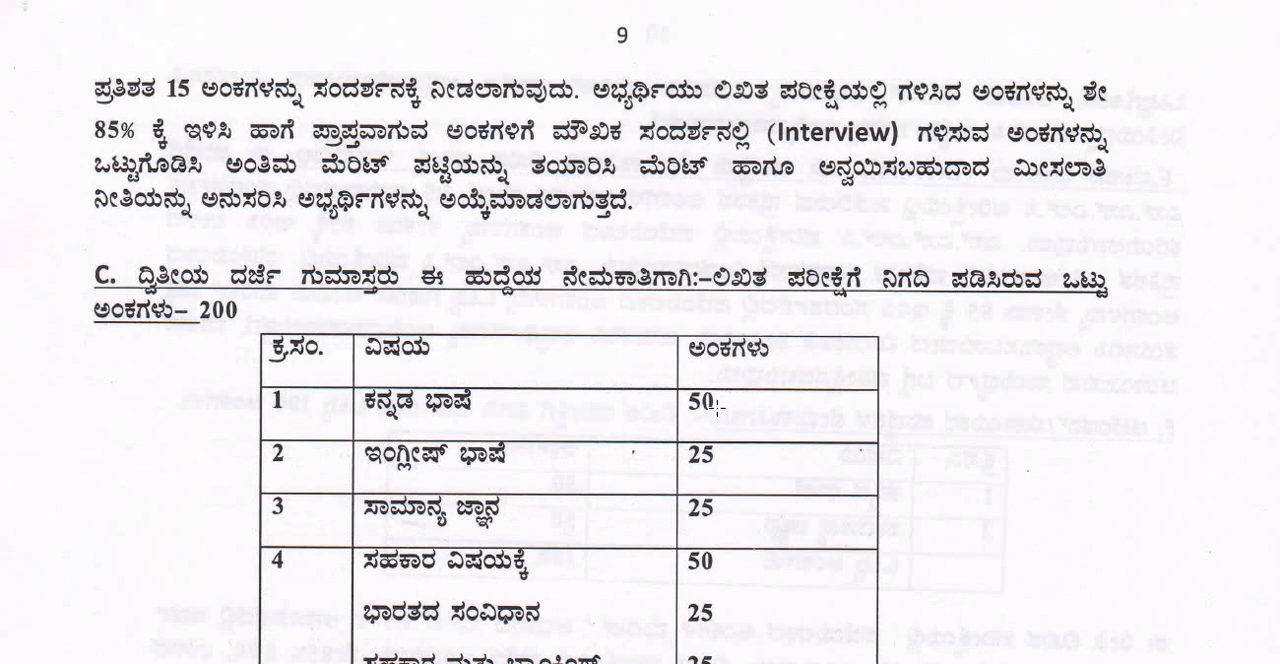 9
ಪ್ರತಿಶತ 15 ಅಂಕಗಳನ್ನು ಸಂದರ್ಶನಕ್ಕೆ ನೀಡಲಾಗುವುದು. ಅಭ್ಯರ್ಥಿಯು ಲಿಖಿತ ಪರೀಕ್ಷೆಯಲ್ಲಿ ಗಳಿಸಿದ ಅಂಕಗಳನ್ನು ಶೇ
85% ಕ್ಕೆ ಇಳಿಸಿ ಹಾಗೆ ಪ್ರಾಪ್ತವಾಗುವ ಅಂಕಗಳಿಗೆ ಮೌಖಿಕ ಸಂದರ್ಶನಲ್ಲಿ (Interview) ಗಳಿಸುವ ಅಂಕಗಳನ್ನು
ಒಟ್ಟುಗೊಡಿಸಿ ಅಂತಿಮ ಮೆರಿಟ್ ಪಟ್ಟಿಯನ್ನು ತಯಾರಿಸಿ ಮೆರಿಟ್ ಹಾಗೂ ಅನ್ವಯಿಸಬಹುದಾದ ಮೀಸಲಾತಿ
ನೀತಿಯನ್ನು ಅನುಸರಿಸಿ ಅಭ್ಯರ್ಥಿಗಳನ್ನು ಆಯ್ಕೆಮಾಡಲಾಗುತ್ತದೆ.
C. ದ್ವಿತೀಯ ದರ್ಜೆ ಗುಮಾಸ್ತರು ಈ ಹುದ್ದೆಯ ನೇಮಕಾತಿಗಾಗಿ:–ಲಿಖಿತ ಪರೀಕ್ಷೆಗೆ ನಿಗದಿ ಪಡಿಸಿರುವ ಒಟ್ಟು
ಅಂಕಗಳು– 200
ಕ್ರ.ಸಂ. ವಿಷಯ ಅಂಕಗಳು
1 ಕನ್ನಡ ಭಾಷೆ 50
2 ಇಂಗ್ಲೀಷ್ ಭಾಷೆ 25
3 ಸಾಮಾನ್ಯ ಜ್ಞಾನ 25
4 ಸಹಕಾರ ವಿಷಯಕ್ಕೆ 50
ಭಾರತದ ಸಂವಿಧಾನ 25